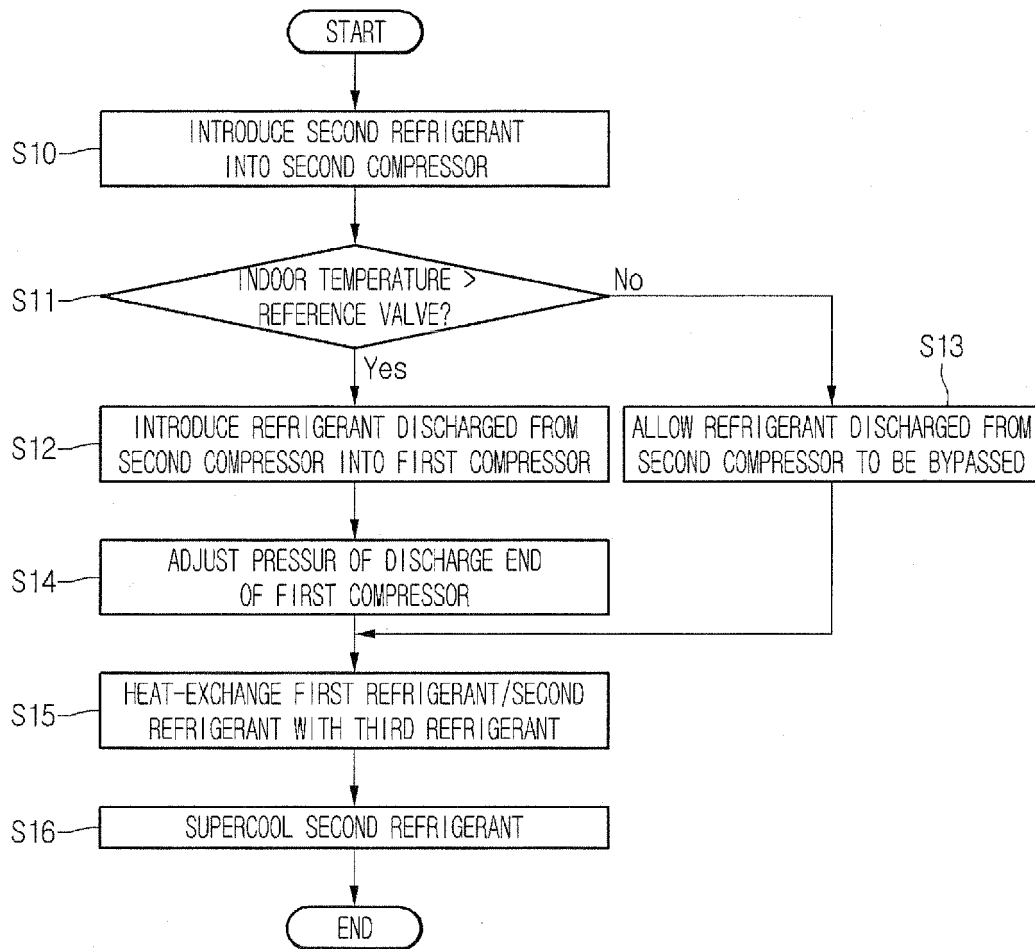 START
S10
INTRODUCE SECOND REFRIGERANT
INTO SECOND COMPRESSOR
S11
INDOOR TEMPERATURE >
REFERENCE VALVE?
No
Yes
S13
S12
INTRODUCE REFRIGERANT DISCHARGED FROM
SECOND COMPRESSOR INTO FIRST COMPRESSOR
ALLOW REFRIGERANT DISCHARGED FROM
SECOND COMPRESSOR TO BE BYPASSED
S14
ADJUST PRESSUR OF DISCHARGE END
OF FIRST COMPRESSOR
S15
HEAT-EXCHANGE FIRST REFRIGERANT/SECOND
REFRIGERANT WITH THIRD REFRIGERANT
S16
SUPERCOOL SECOND REFRIGERANT
END